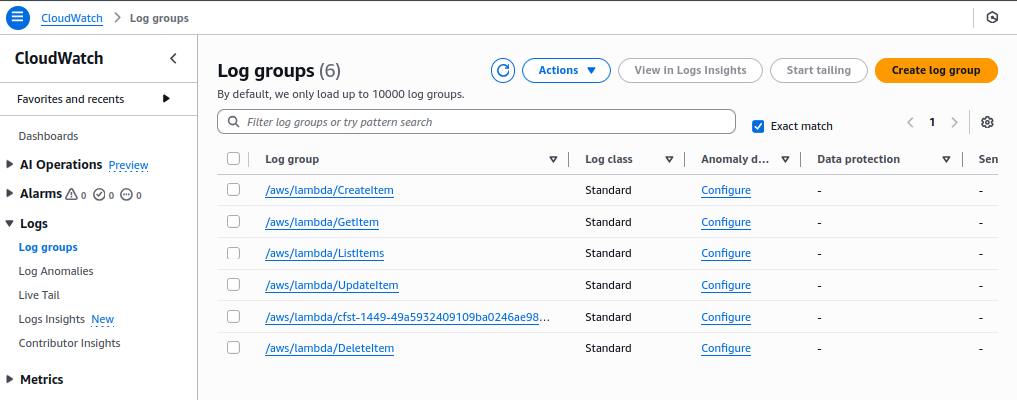 CloudWatch > Log groups
CloudWatch
Favorites and recents
Dashboards
AI Operations Preview
Alarms 0 0 0
Logs
Log groups
Log Anomalies
Live Tail
Logs Insights New
Contributor Insights
Metrics
Log groups (6)
Actions
View in Logs Insights
Start tailing
Create log group
By default, we only load up to 10000 log groups.
Filter log groups or try pattern search
Exact match
1
Log group Log class Anomaly d... Data protection Sen
/aws/lambda/CreateItem Standard Configure - -
/aws/lambda/GetItem Standard Configure - -
/aws/lambda/ListItems Standard Configure - -
/aws/lambda/UpdateItem Standard Configure - -
/aws/lambda/cfst-1449-49a5932409109ba0246ae98... Standard Configure - -
/aws/lambda/DeleteItem Standard Configure - -